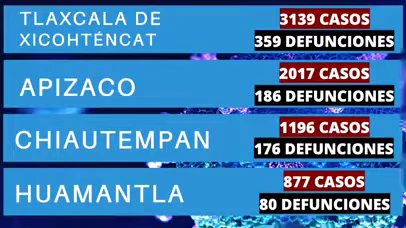 TLAXCALA DE
XICOHTÉNCAT
3139 CASOS
359 DEFUNCIONES
APIZACO
2017 CASOS
186 DEFUNCIONES
CHIAUTEMPAN
1196 CASOS
176 DEFUNCIONES
HUAMANTLA
877 CASOS
80 DEFUNCIONES